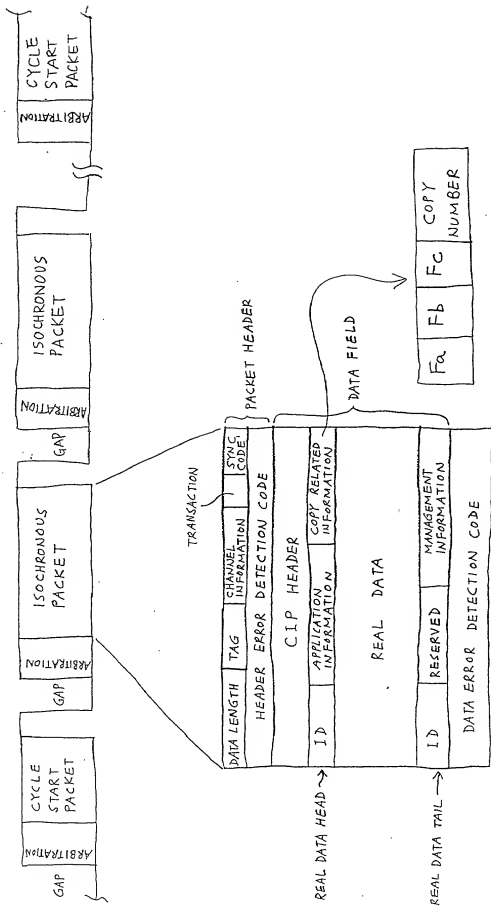 GAP
ARBITRATION
CYCLE
START
PACKET
GAP
ARBITRATION
ISOCHRONOUS
PACKET
GAP
ARBITRATION
ISOCHRONOUS
PACKET
ARBITRATION
CYCLE
START
PACKET
TRANSACTION
DATA LENGTH
TAG
CHANNEL
INFORMATION
SYNC
CODE
PACKET HEADER
HEADER ERROR DETECTION CODE
CIP HEADER
REAL DATA HEAD
ID
APPLICATION
INFORMATION
COPY RELATED
INFORMATION
DATA FIELD
REAL DATA
REAL DATA TAIL
ID
RESERVED
MANAGEMENT
INFORMATION
DATA ERROR DETECTION CODE
Fa
Fb
Fc
COPY
NUMBER